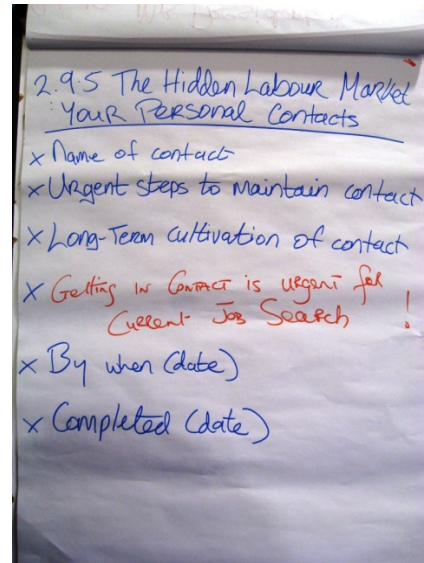 2.9.5 The Hidden Labour Market
: Your Personal Contacts
x Name of contact
x Urgent steps to maintain contact
x Long-Term cultivation of contact
x Getting in Contact is urgent for
Current Job Search !
x By when (date)
x Completed (date)